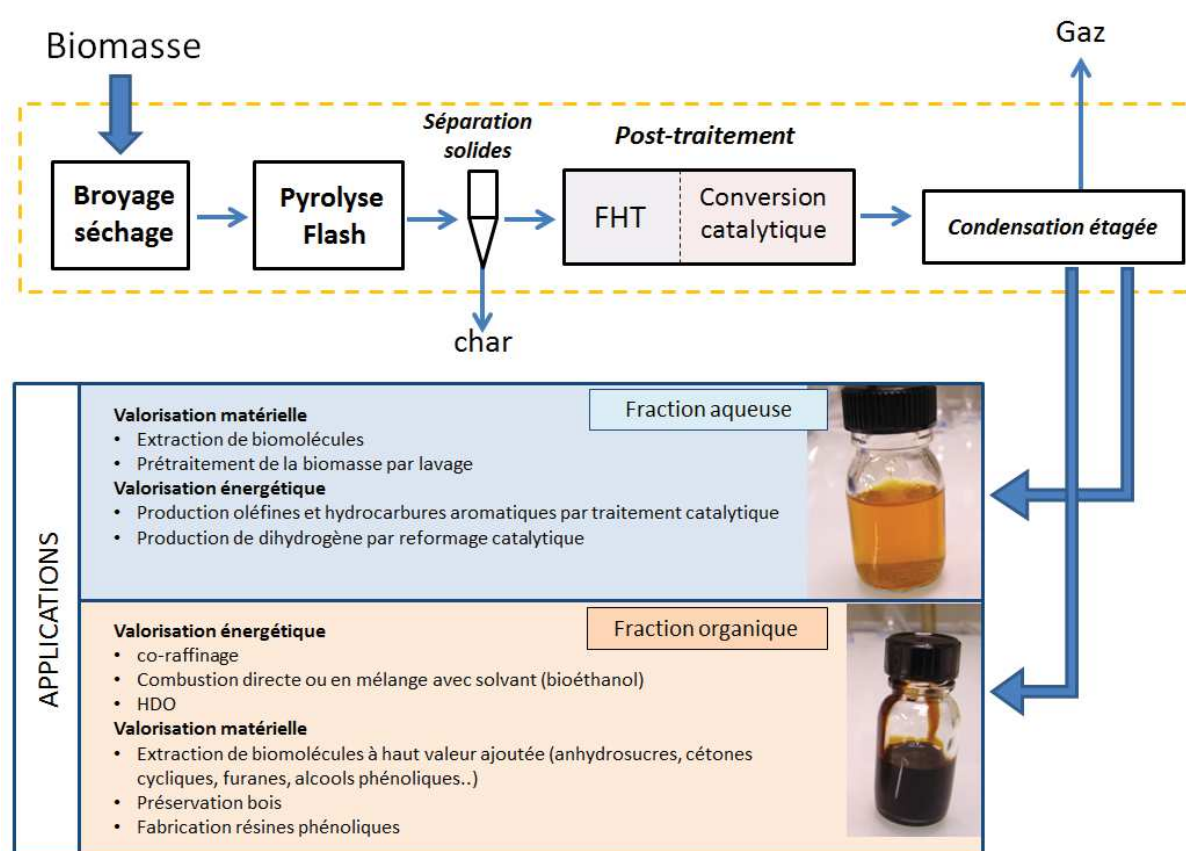 Biomasse
Gaz
Séparation
solides
Post-traitement
Broyage
séchage
Pyrolyse
Flash
FHT
Conversion
catalytique
Condensation étagée
char
APPLICATIONS
Fraction aqueuse
Valorisation matérielle
• Extraction de biomolécules
• Prétraitement de la biomasse par lavage
Valorisation énergétique
• Production oléfines et hydrocarbures aromatiques par traitement catalytique
• Production de dihydrogène par reformage catalytique
Fraction organique
Valorisation énergétique
• co-raffinage
• Combustion directe ou en mélange avec solvant (bioéthanol)
• HDO
Valorisation matérielle
• Extraction de biomolécules à haut valeur ajoutée (anhydrosucres, cétones
cycliques, furanes, alcools phénoliques..)
• Préservation bois
• Fabrication résines phénoliques